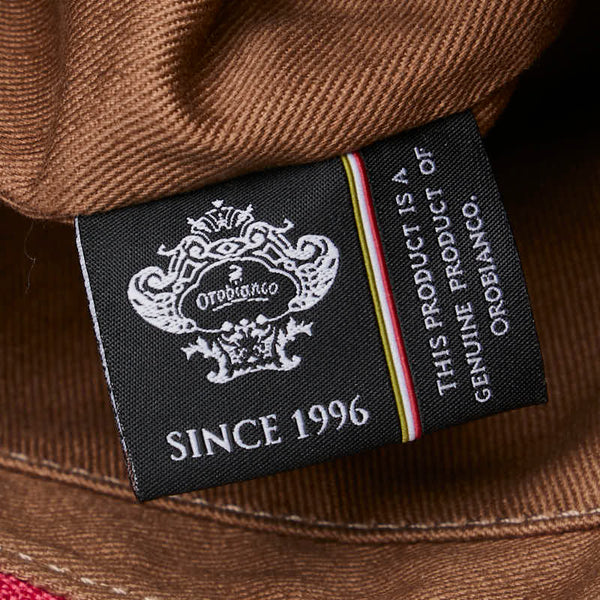 Orobianco
SINCE 1996
THIS PRODUCT IS A
GENUINE PRODUCT OF
OROBIANCO.